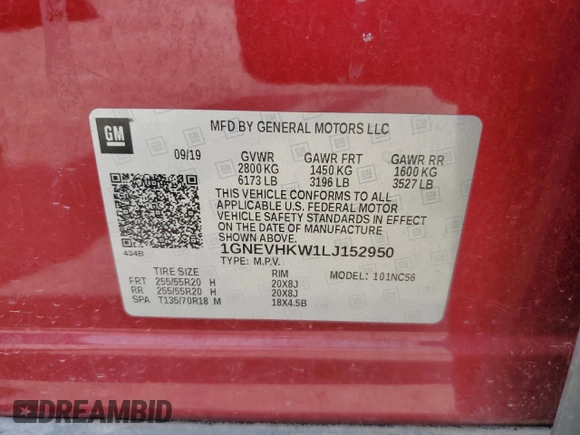 GM
MFD BY GENERAL MOTORS LLC
09/19 GVWR GAWR FRT GAWR RR
2800 KG 1450 KG 1600 KG
6173 LB 3196 LB 3527 LB
THIS VEHICLE CONFORMS TO ALL
APPLICABLE U.S. FEDERAL MOTOR
VEHICLE SAFETY STANDARDS IN EFFECT
ON THE DATE OF MANUFACTURE
SHOWN ABOVE.
434B 1GNEVHKW1LJ152950
TYPE: M.P.V.
TIRE SIZE RIM MODEL: 101NC56
FRT 255/55R20 H 20X8J
RR 255/55R20 H 20X8J
SPA T135/70R18 M 18X4.5B
DREAMBID